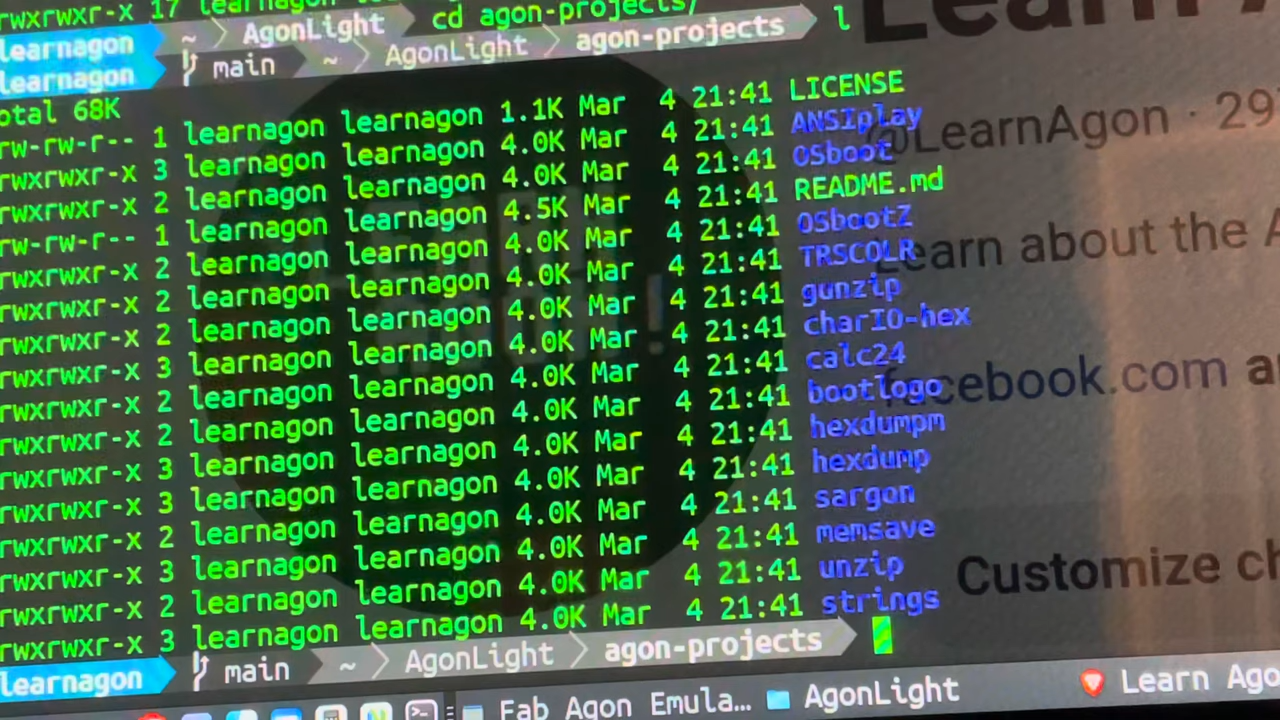 rwxrwxr-x 17 learnagon
learnagon ~ AgonLight cd agon-projects/
learnagon main ~ AgonLight agon-projects l
otal 68K
rw-rw-r-- 1 learnagon learnagon 1.1K Mar 4 21:41 LICENSE
rwxrwxr-x 3 learnagon learnagon 4.0K Mar 4 21:41 ANSIplay
rwxrwxr-x 2 learnagon learnagon 4.0K Mar 4 21:41 OSboot
rw-rw-r-- 1 learnagon learnagon 4.5K Mar 4 21:41 README.md
rwxrwxr-x 2 learnagon learnagon 4.0K Mar 4 21:41 OSbootZ
rwxrwxr-x 2 learnagon learnagon 4.0K Mar 4 21:41 TRSCOLR
rwxrwxr-x 2 learnagon learnagon 4.0K Mar 4 21:41 gunzip
rwxrwxr-x 3 learnagon learnagon 4.0K Mar 4 21:41 charIO-hex
rwxrwxr-x 2 learnagon learnagon 4.0K Mar 4 21:41 calc24
rwxrwxr-x 2 learnagon learnagon 4.0K Mar 4 21:41 bootlogo
rwxrwxr-x 3 learnagon learnagon 4.0K Mar 4 21:41 hexdumpm
rwxrwxr-x 3 learnagon learnagon 4.0K Mar 4 21:41 hexdump
rwxrwxr-x 2 learnagon learnagon 4.0K Mar 4 21:41 sargon
rwxrwxr-x 3 learnagon learnagon 4.0K Mar 4 21:41 memsave
rwxrwxr-x 2 learnagon learnagon 4.0K Mar 4 21:41 unzip
rwxrwxr-x 3 learnagon learnagon 4.0K Mar 4 21:41 strings
learnagon main ~ AgonLight agon-projects
Learn A
@LearnAgon · 29
Learn about the A
facebook.com an
Customize ch
Fab Agon Emula... AgonLight Learn Ago